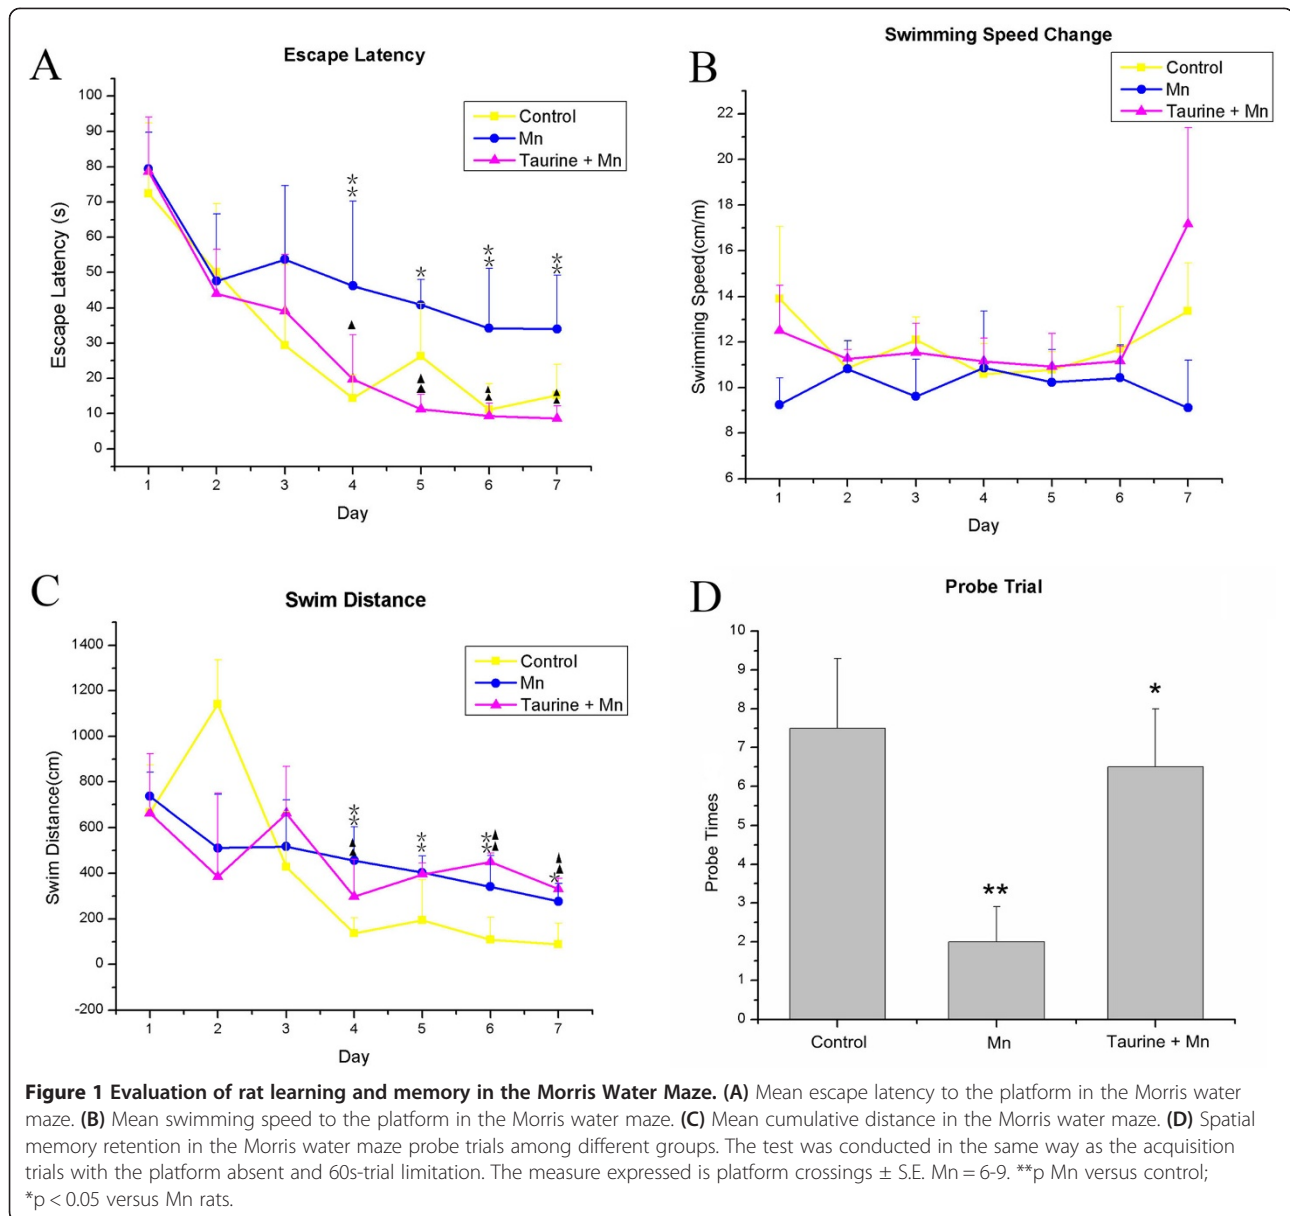 A
Escape Latency
Control
Mn
Taurine + Mn
Escape Latency (s)
100
90
80
70
60
50
40
30
20
10
0
**
*
**
**
1 2 3 4 5 6 7
Day
B
Swimming Speed Change
Control
Mn
Taurine + Mn
Swimming Speed(cm/m)
22
20
18
16
14
12
10
8
6
1 2 3 4 5 6 7
Day
C
Swim Distance
Control
Mn
Taurine + Mn
Swim Distance(cm)
1400
1200
1000
800
600
400
200
0
-200
**
**
**
*
1 2 3 4 5 6 7
Day
D
Probe Trial
Probe Times
10
9
8
7
6
5
4
3
2
1
0
**
*
Control Mn Taurine + Mn
Figure 1 Evaluation of rat learning and memory in the Morris Water Maze. (A) Mean escape latency to the platform in the Morris water
maze. (B) Mean swimming speed to the platform in the Morris water maze. (C) Mean cumulative distance in the Morris water maze. (D) Spatial
memory retention in the Morris water maze probe trials among different groups. The test was conducted in the same way as the acquisition
trials with the platform absent and 60s-trial limitation. The measure expressed is platform crossings ± S.E. Mn = 6-9. **p Mn versus control;
*p < 0.05 versus Mn rats.